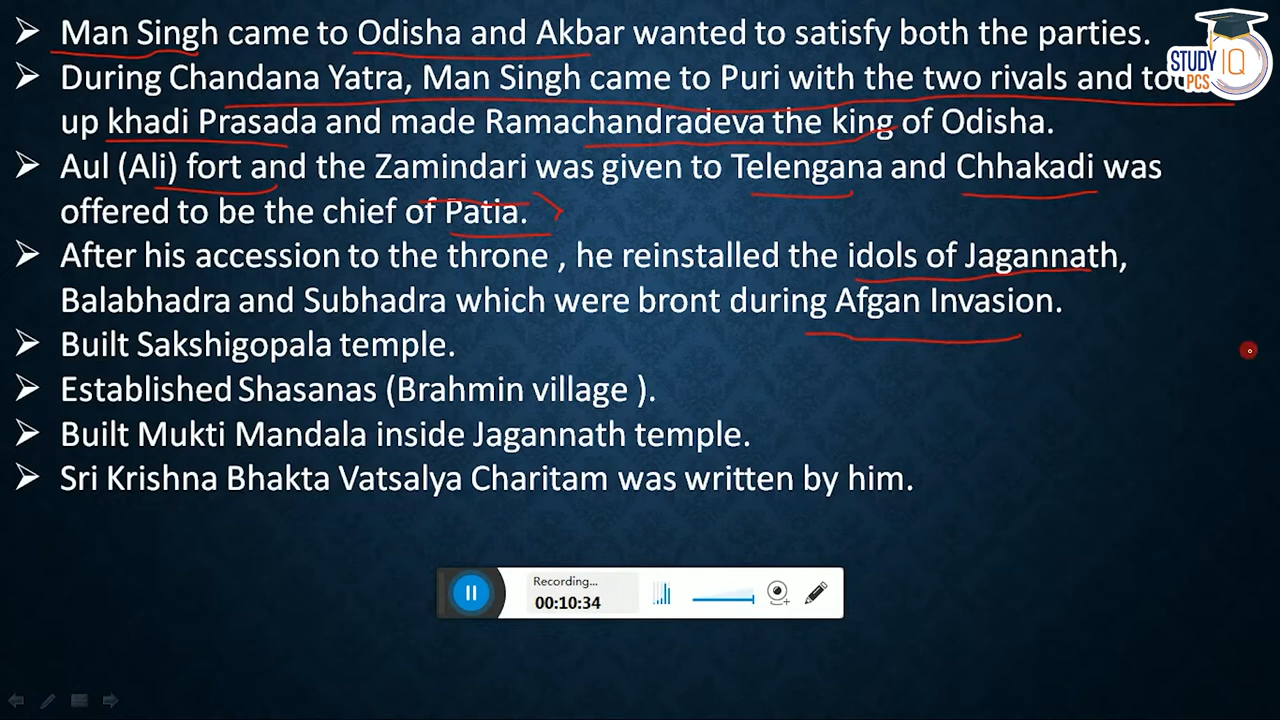 ➢ Man Singh came to Odisha and Akbar wanted to satisfy both the parties.
➢ During Chandana Yatra, Man Singh came to Puri with the two rivals and
up khadi Prasada and made Ramachandradeva the king of Odisha.
➢ Aul (Ali) fort and the Zamindari was given to Telengana and Chhakadi was
offered to be the chief of Patia.
➢ After his accession to the throne , he reinstalled the idols of Jagannath,
Balabhadra and Subhadra which were bront during Afgan Invasion.
➢ Built Sakshigopala temple.
➢ Established Shasanas (Brahmin village ).
➢ Built Mukti Mandala inside Jagannath temple.
➢ Sri Krishna Bhakta Vatsalya Charitam was written by him.
STUDY IQ
PCS
Recording...
00:10:34